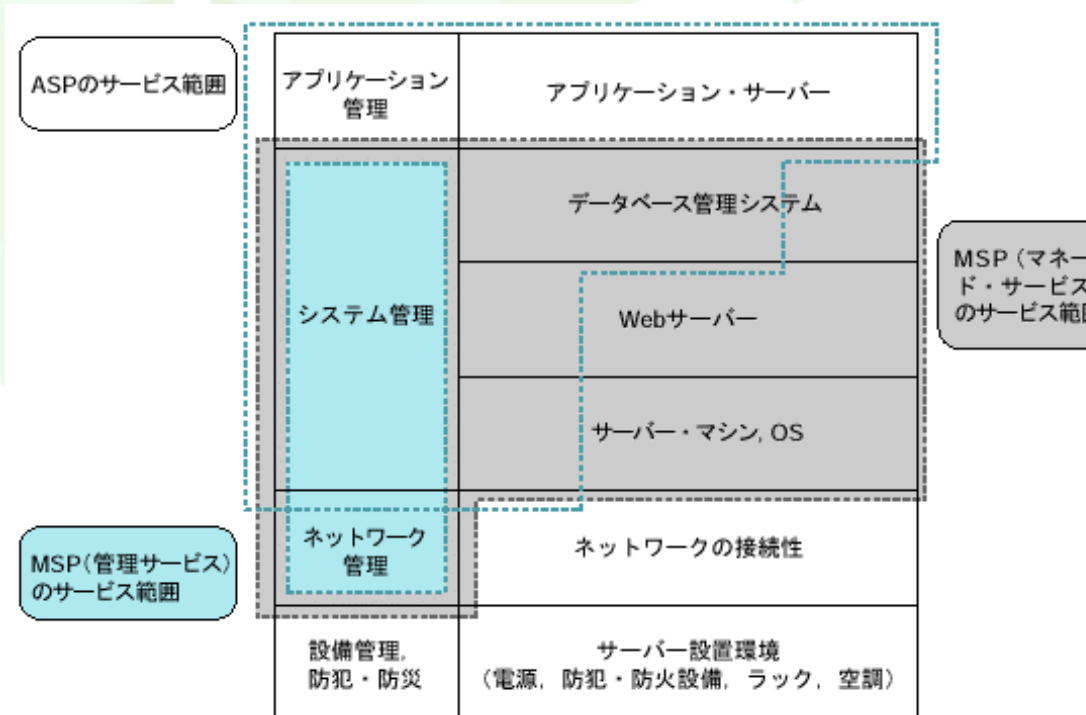 ASPのサービス範囲
アプリケーション
管理
アプリケーション・サーバー
データベース管理システム
システム管理
Webサーバー
MSP（マネー
ド・サービス
のサービス範
サーバー・マシン, OS
MSP(管理サービス)
のサービス範囲
ネットワーク
管理
ネットワークの接続性
設備管理,
防犯・防災
サーバー設置環境
（電源, 防犯・防火設備, ラック, 空調）